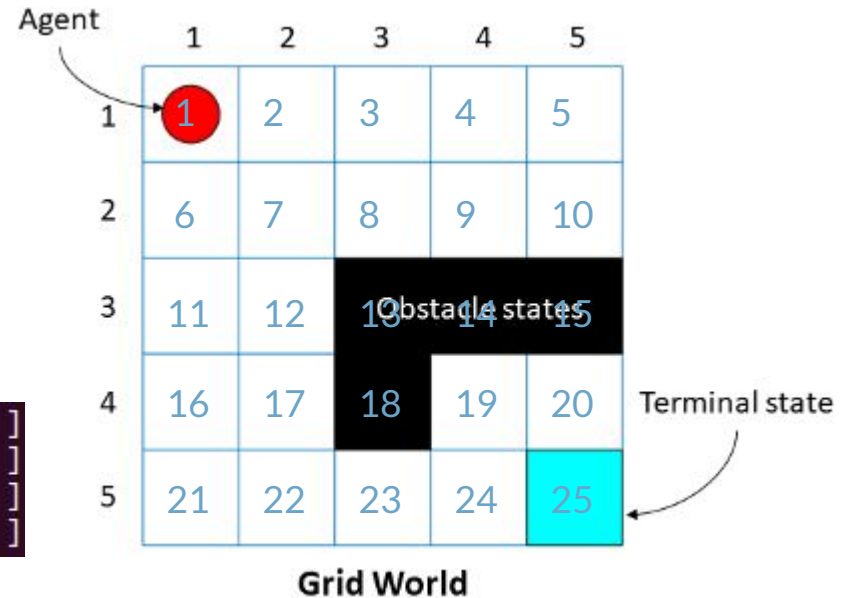 Agent
1 2 3 4 5
1 1 2 3 4 5
2 6 7 8 9 10
Obstacle states
3 11 12 13 14 15
4 16 17 18 19 20
Terminal state
5 21 22 23 24 25
Grid World
]
]
]
]